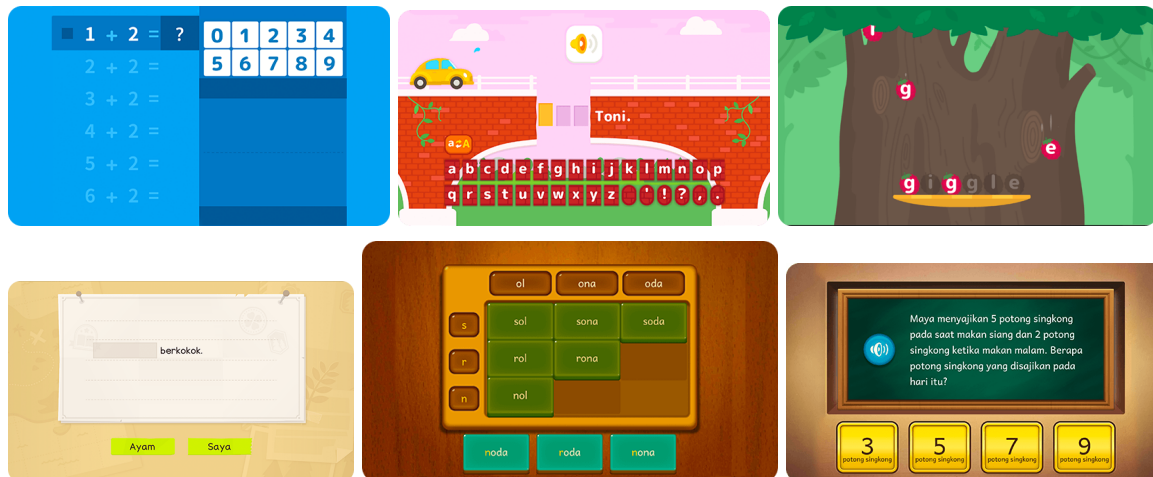 1 + 2 = ?
2 + 2 =
3 + 2 =
4 + 2 =
5 + 2 =
6 + 2 =
0 1 2 3 4
5 6 7 8 9
Toni.
a A
a b c d e f g h i j k l m n o p
q r s t u v w x y z ' ! ? , .
g
e
g i g g l e
berkokok.
Ayam Saya
ol ona oda
s sol sona soda
r rol rona
n nol
noda roda nona
Maya menyajikan 5 potong singkong
pada saat makan siang dan 2 potong
singkong ketika makan malam. Berapa
potong singkong yang disajikan pada
hari itu?
3 5 7 9
potong singkong potong singkong potong singkong potong singkong